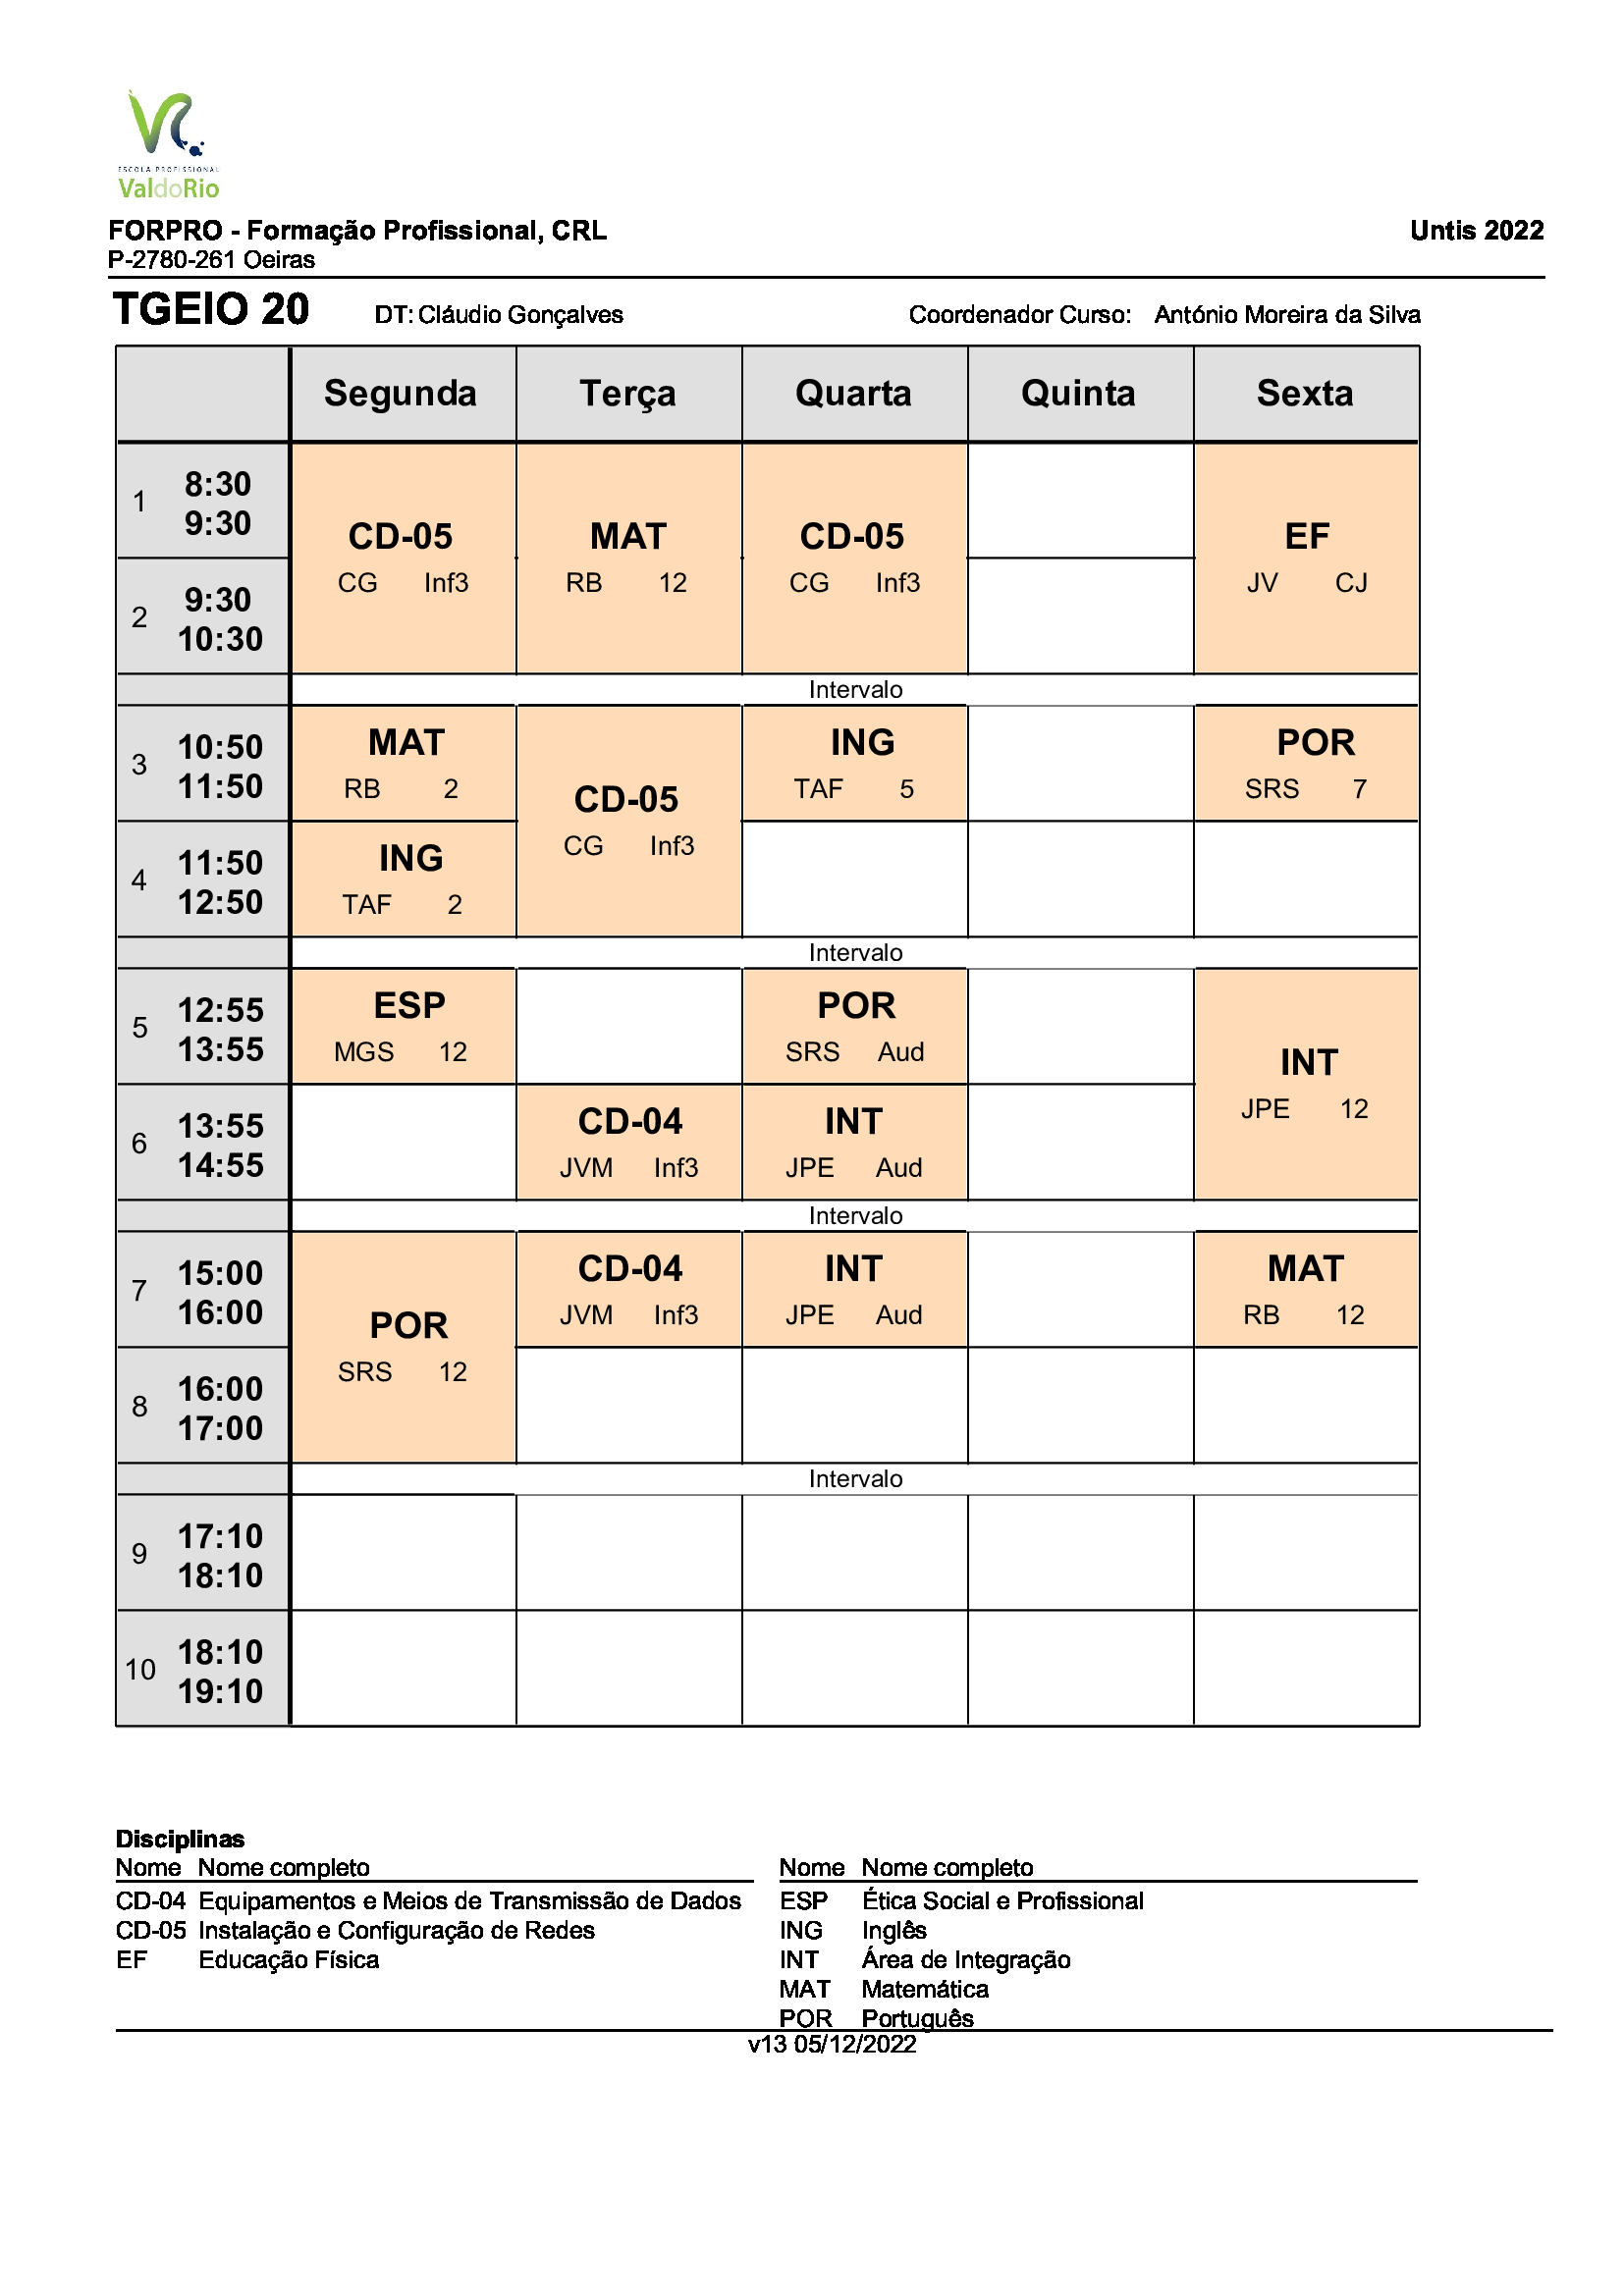 ESCOLA PROFISSIONAL
ValdoRio
FORPRO - Formação Profissional, CRL Untis 2022
P-2780-261 Oeiras
TGEIO 20 DT: Cláudio Gonçalves Coordenador Curso: António Moreira da Silva
Segunda Terça Quarta Quinta Sexta
1 8:30
9:30
CD-05 MAT CD-05 EF
CG Inf3 RB 12 CG Inf3 JV CJ
2 9:30
10:30
Intervalo
3 10:50
11:50
MAT ING POR
RB 2 TAF 5 SRS 7
CD-05
CG Inf3
4 11:50
12:50
ING
TAF 2
Intervalo
5 12:55
13:55
ESP POR
MGS 12 SRS Aud
INT
JPE 12
6 13:55
14:55
CD-04 INT
JVM Inf3 JPE Aud
Intervalo
7 15:00
16:00
CD-04 INT MAT
JVM Inf3 JPE Aud RB 12
POR
SRS 12
8 16:00
17:00
Intervalo
9 17:10
18:10
10 18:10
19:10
Disciplinas
Nome Nome completo Nome Nome completo
CD-04 Equipamentos e Meios de Transmissão de Dados ESP Ética Social e Profissional
CD-05 Instalação e Configuração de Redes ING Inglês
EF Educação Física INT Área de Integração
MAT Matemática
POR Português
v13 05/12/2022